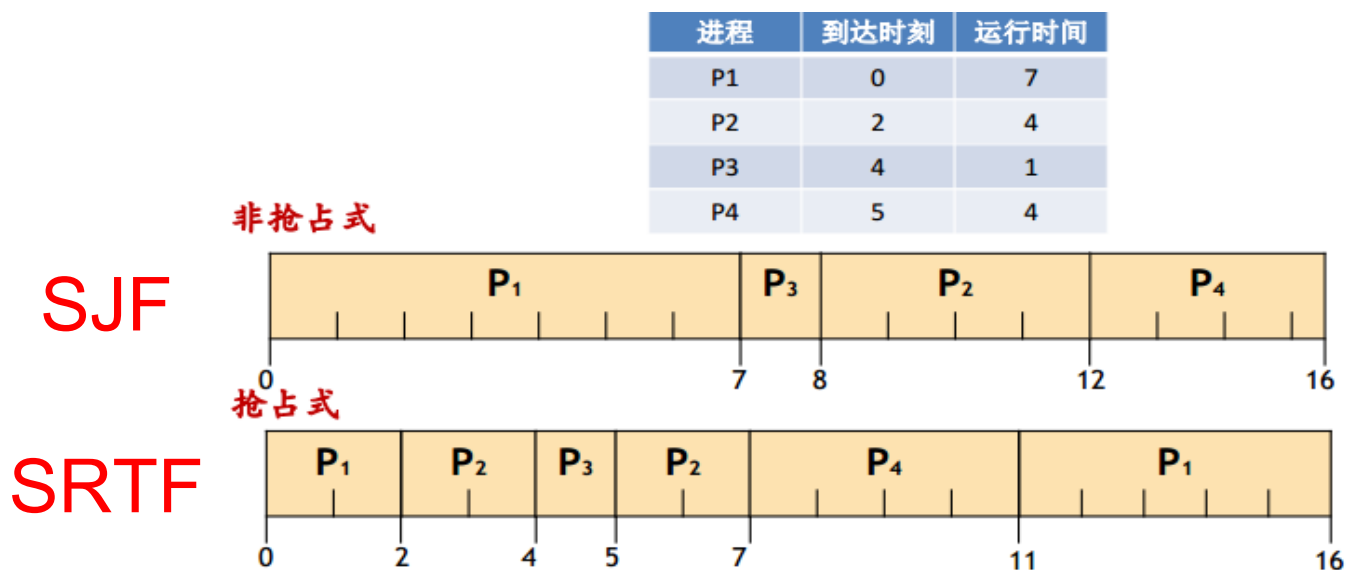 进程 到达时刻 运行时间
P1 0 7
P2 2 4
P3 4 1
P4 5 4
非抢占式
SJF
P1 P3 P2 P4
0 7 8 12 16
抢占式
SRTF
P1 P2 P3 P2 P4 P1
0 2 4 5 7 11 16